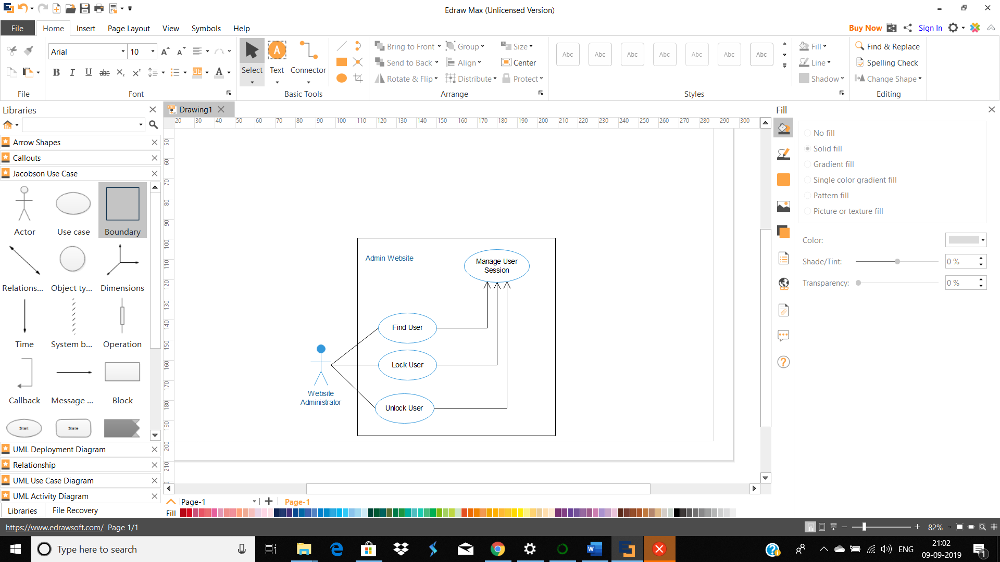 Edraw Max (Unlicensed Version)
File Home Insert Page Layout View Symbols Help
Buy Now Sign In
Arial 10
B I U abc X₂ X² ab A
File
Font
Select
Text
Connector
Basic Tools
Bring to Front Group Size
Send to Back Align Center
Rotate & Flip Distribute Protect
Arrange
Abc Abc Abc Abc Abc Abc Abc
Styles
Fill
Line
Shadow
Find & Replace
Spelling Check
Change Shape
Editing
Libraries
Drawing1
Arrow Shapes
Callouts
Jacobson Use Case
Actor Use case Boundary
Relations... Object ty... Dimensions
Time System b... Operation
Callback Message ... Block
Start State
UML Deployment Diagram
Relationship
UML Use Case Diagram
UML Activity Diagram
Libraries File Recovery
20 30 40 50 60 70 80 90 100 110 120 130 140 150 160 170 180 190 200 210 220 230 240 250 260 270 280 290 300
50
60
70
80
90
100
110
120
130
140
150
160
170
180
190
200
210
Admin Website
Manage User
Session
Find User
Lock User
Unlock User
Website
Administrator
Page-1 Page-1
Fill
Fill
No fill
Solid fill
Gradient fill
Single color gradient fill
Pattern fill
Picture or texture fill
Color:
Shade/Tint: 0 %
Transparency: 0 %
https://www.edrawsoft.com/ Page 1/1
82%
Type here to search
ENG
21:02
09-09-2019
1